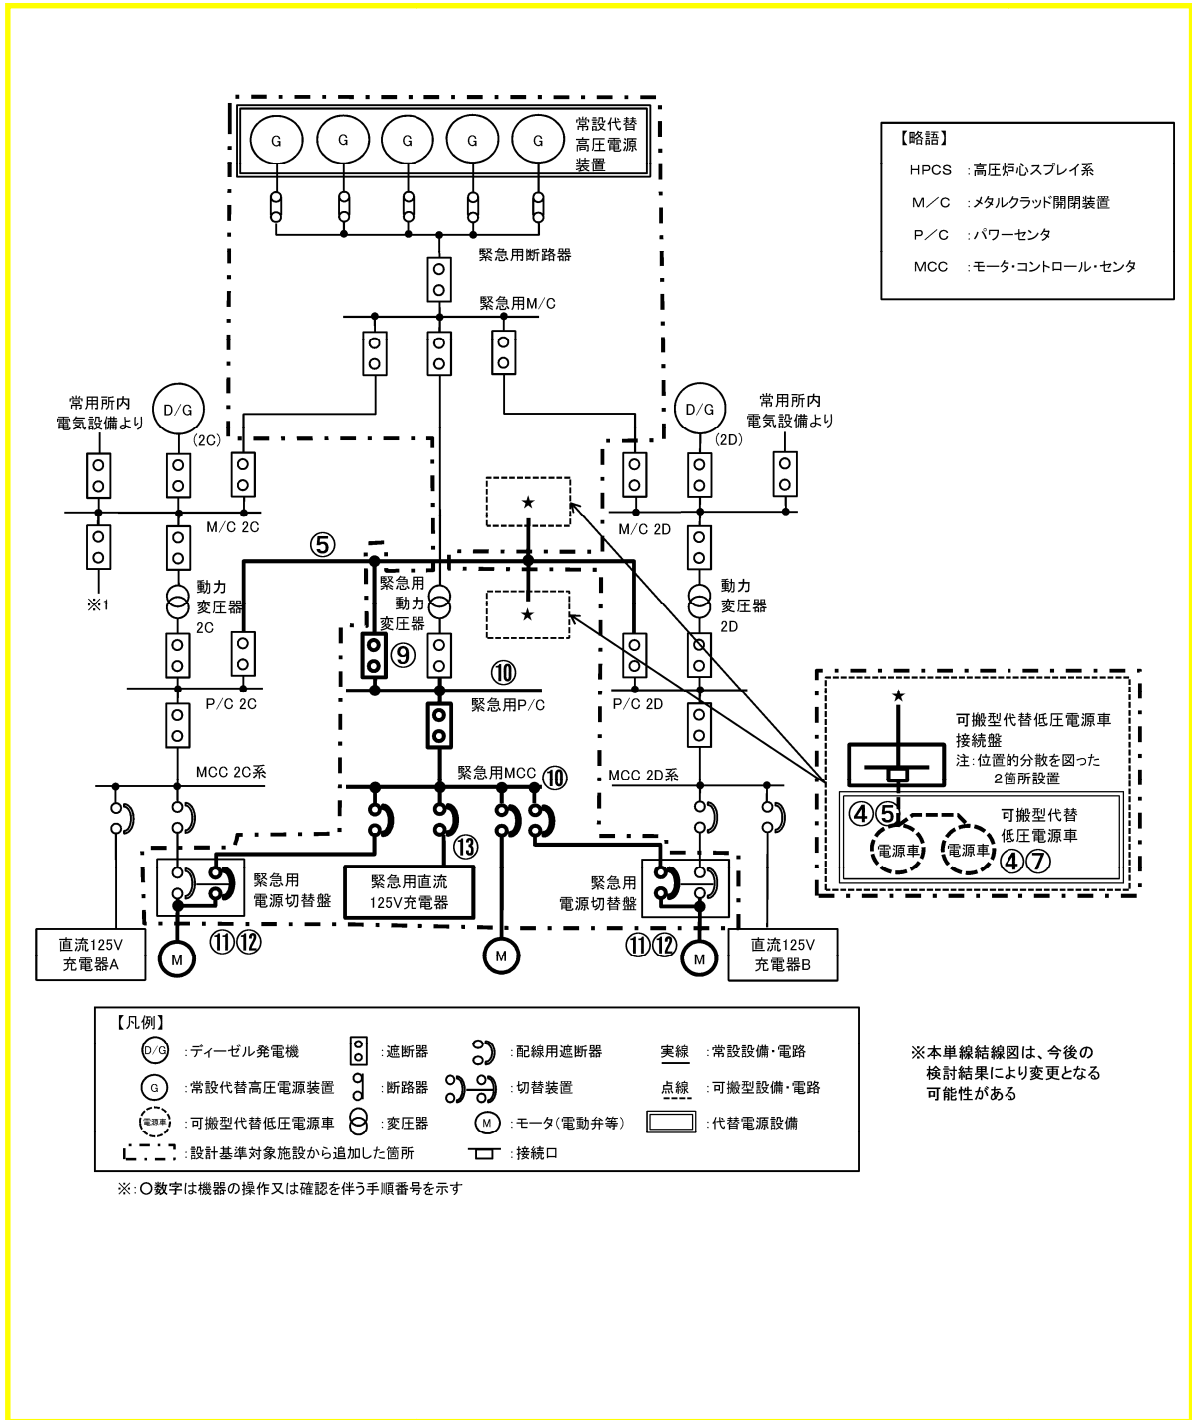 G
G
G
G
G
常設代替
高圧電源
装置
【略語】
HPCS :高圧炉心スプレイ系
M/C :メタルクラッド開閉装置
P/C :パワーセンタ
MCC :モータ・コントロール・センタ
緊急用断路器
緊急用M/C
常用所内
電気設備より
D/G
(2C)
D/G
(2D)
常用所内
電気設備より
★
M/C 2C
M/C 2D
⑤
※1
動力
変圧器
2C
緊急用
動力
変圧器
★
動力
変圧器
2D
⑨
⑩
P/C 2C
緊急用P/C
P/C 2D
★
可搬型代替低圧電源車
接続盤
注:位置的分散を図った
2箇所設置
MCC 2C系
緊急用MCC
⑩
MCC 2D系
④⑤
可搬型代替
低圧電源車
電源車
電源車
④⑦
⑬
緊急用
電源切替盤
緊急用直流
125V充電器
緊急用
電源切替盤
⑪⑫
⑪⑫
直流125V
充電器A
M
M
M
直流125V
充電器B
【凡例】
D/G :ディーゼル発電機
:遮断器
:配線用遮断器
実線 :常設設備・電路
G :常設代替高圧電源装置
:断路器
:切替装置
点線 :可搬型設備・電路
電源車 :可搬型代替低圧電源車
:変圧器
M :モータ(電動弁等)
:代替電源設備
:設計基準対象施設から追加した箇所
:接続口
※本単線結線図は、今後の
検討結果により変更となる
可能性がある
※:○数字は機器の操作又は確認を伴う手順番号を示す